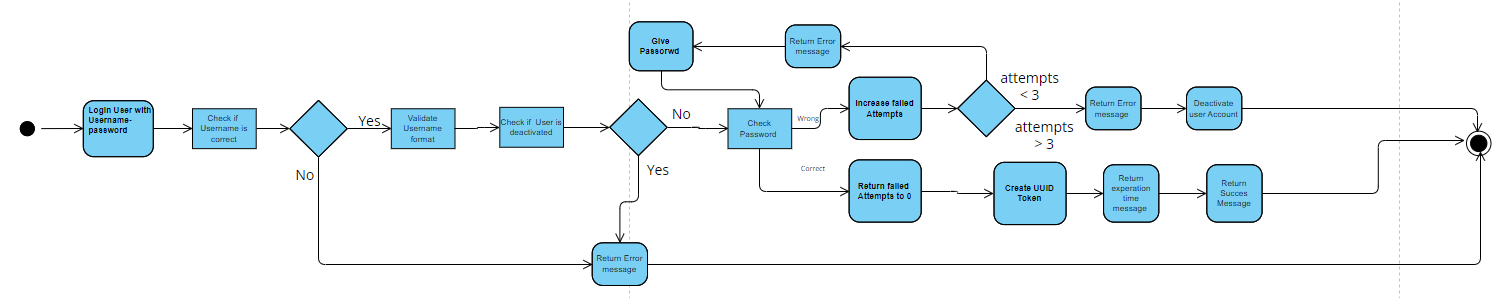 Login User with
Username-
password
Check if
Username is
correct
Yes
No
Validate
Username
format
Check if User is
deactivated
No
Yes
Return Error
message
Give
Passorwd
Return Error
message
Check
Password
Wrong
Correct
Increase failed
Attempts
attempts
< 3
attempts
> 3
Return Error
message
Deactivate
user Account
Return failed
Attempts to 0
Create UUID
Token
Return
experation
time
message
Return
Succes
Message